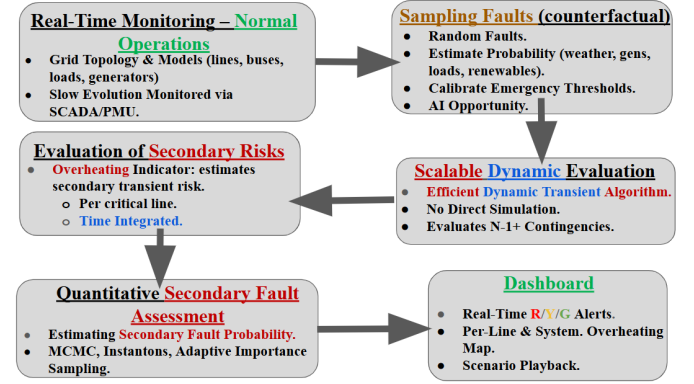 Real-Time Monitoring – Normal
Operations
● Grid Topology & Models (lines, buses,
loads, generators)
● Slow Evolution Monitored via
SCADA/PMU.
Sampling Faults (counterfactual)
● Random Faults.
● Estimate Probability (weather, gens,
loads, renewables).
● Calibrate Emergency Thresholds.
● AI Opportunity.
Scalable Dynamic Evaluation
● Efficient Dynamic Transient Algorithm.
● No Direct Simulation.
● Evaluates N-1+ Contingencies.
Evaluation of Secondary Risks
● Overheating Indicator: estimates
secondary transient risk.
○ Per critical line.
○ Time Integrated.
Quantitative Secondary Fault
Assessment
● Estimating Secondary Fault Probability.
● MCMC, Instantons, Adaptive Importance
Sampling.
Dashboard
● Real-Time R/Y/G Alerts.
● Per-Line & System. Overheating
Map.
● Scenario Playback.